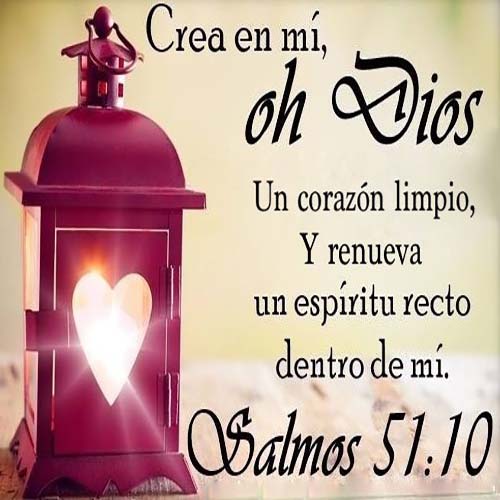 Crea en mí,
oh Dios
Un corazón limpio,
Y renueva
un espíritu recto
dentro de mí.
Salmos 51:10